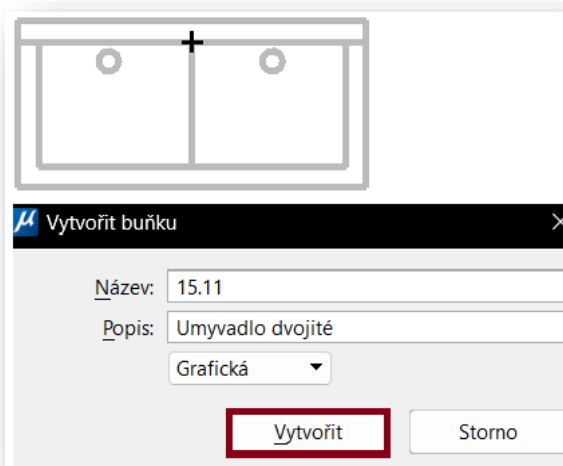 Vytvořit buňku
Název: 15.11
Popis: Umyvadlo dvojité
Grafická
Vytvořit Storno